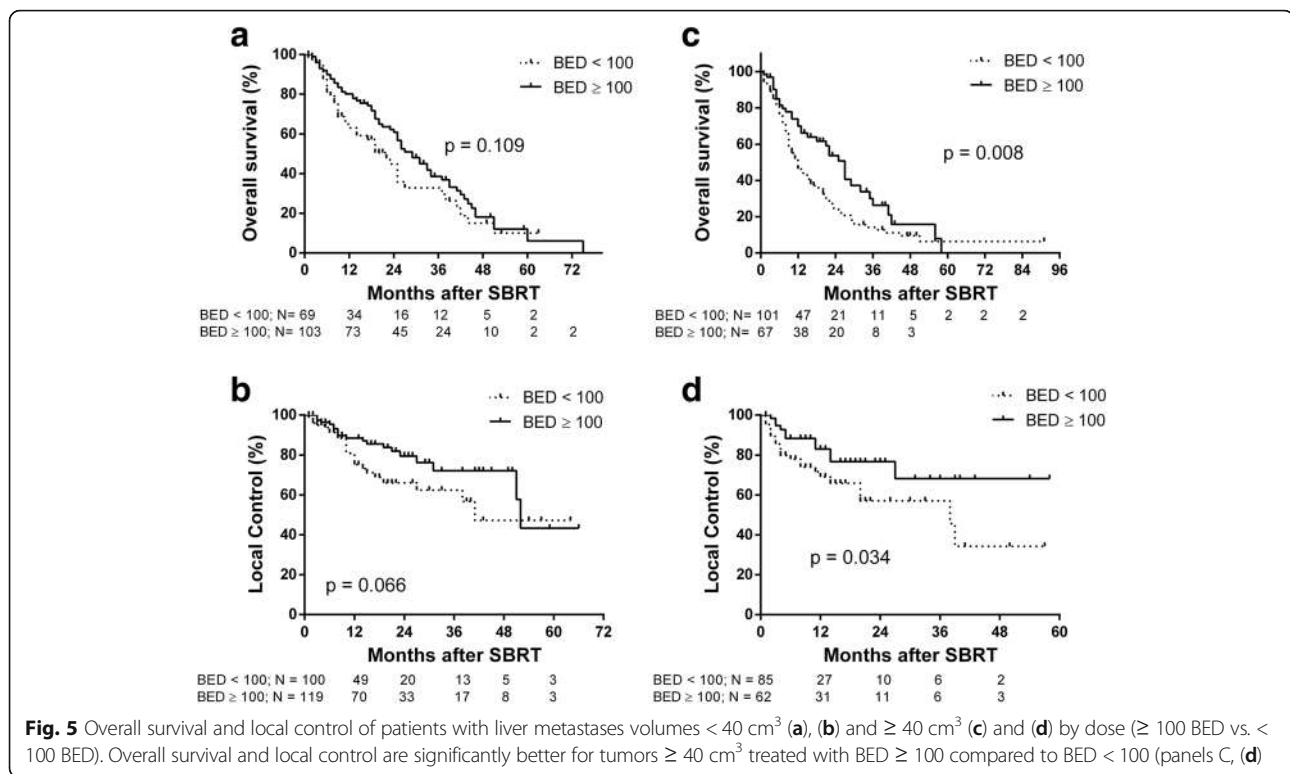 a
Overall survival (%)
100
80
60
40
20
0
BED < 100
BED ≥ 100
p = 0.109
0 12 24 36 48 60 72
Months after SBRT
BED < 100; N= 69 34 16 12 5 2
BED ≥ 100; N= 103 73 45 24 10 2 2
c
Overall survival (%)
100
80
60
40
20
0
BED < 100
BED ≥ 100
p = 0.008
0 12 24 36 48 60 72 84 96
Months after SBRT
BED < 100; N= 101 47 21 11 5 2 2 2
BED ≥ 100; N= 67 38 20 8 3
b
Local Control (%)
100
80
60
40
20
0
BED < 100
BED ≥ 100
p = 0.066
0 12 24 36 48 60 72
Months after SBRT
BED < 100; N = 100 49 20 13 5 3
BED ≥ 100; N = 119 70 33 17 8 3
d
Local Control (%)
100
80
60
40
20
0
BED < 100
BED ≥ 100
p = 0.034
0 12 24 36 48 60
Months after SBRT
BED < 100; N = 85 27 10 6 2
BED ≥ 100; N = 62 31 11 6 3
Fig. 5 Overall survival and local control of patients with liver metastases volumes < 40 cm³ (a), (b) and ≥ 40 cm³ (c) and (d) by dose (≥ 100 BED vs. <
100 BED). Overall survival and local control are significantly better for tumors ≥ 40 cm³ treated with BED ≥ 100 compared to BED < 100 (panels C, (d)